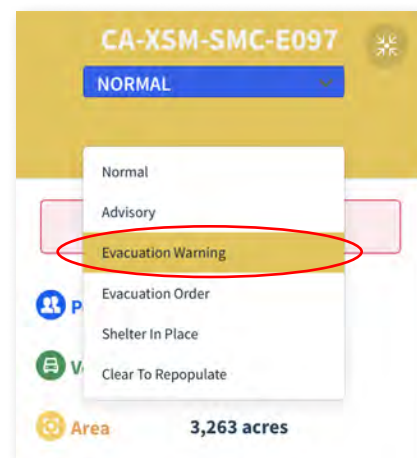 CA-XSM-SMC-E097
NORMAL
Normal
Advisory
Evacuation Warning
Evacuation Order
Shelter In Place
Clear To Repopulate
Area 3,263 acres